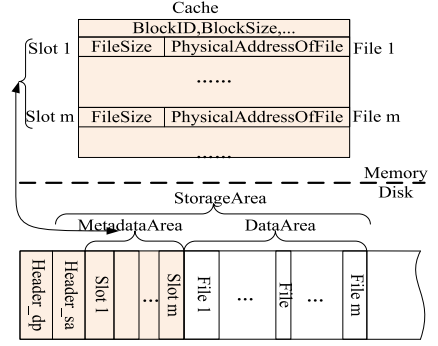 Cache
BlockID,BlockSize,...
Slot 1 FileSize PhysicalAddressOfFile File 1
......
Slot m FileSize PhysicalAddressOfFile File m
......
Memory
Disk
StorageArea
MetadataArea DataArea
Header_dp Header_sa Slot 1 ... Slot m File 1 ... File ... File m